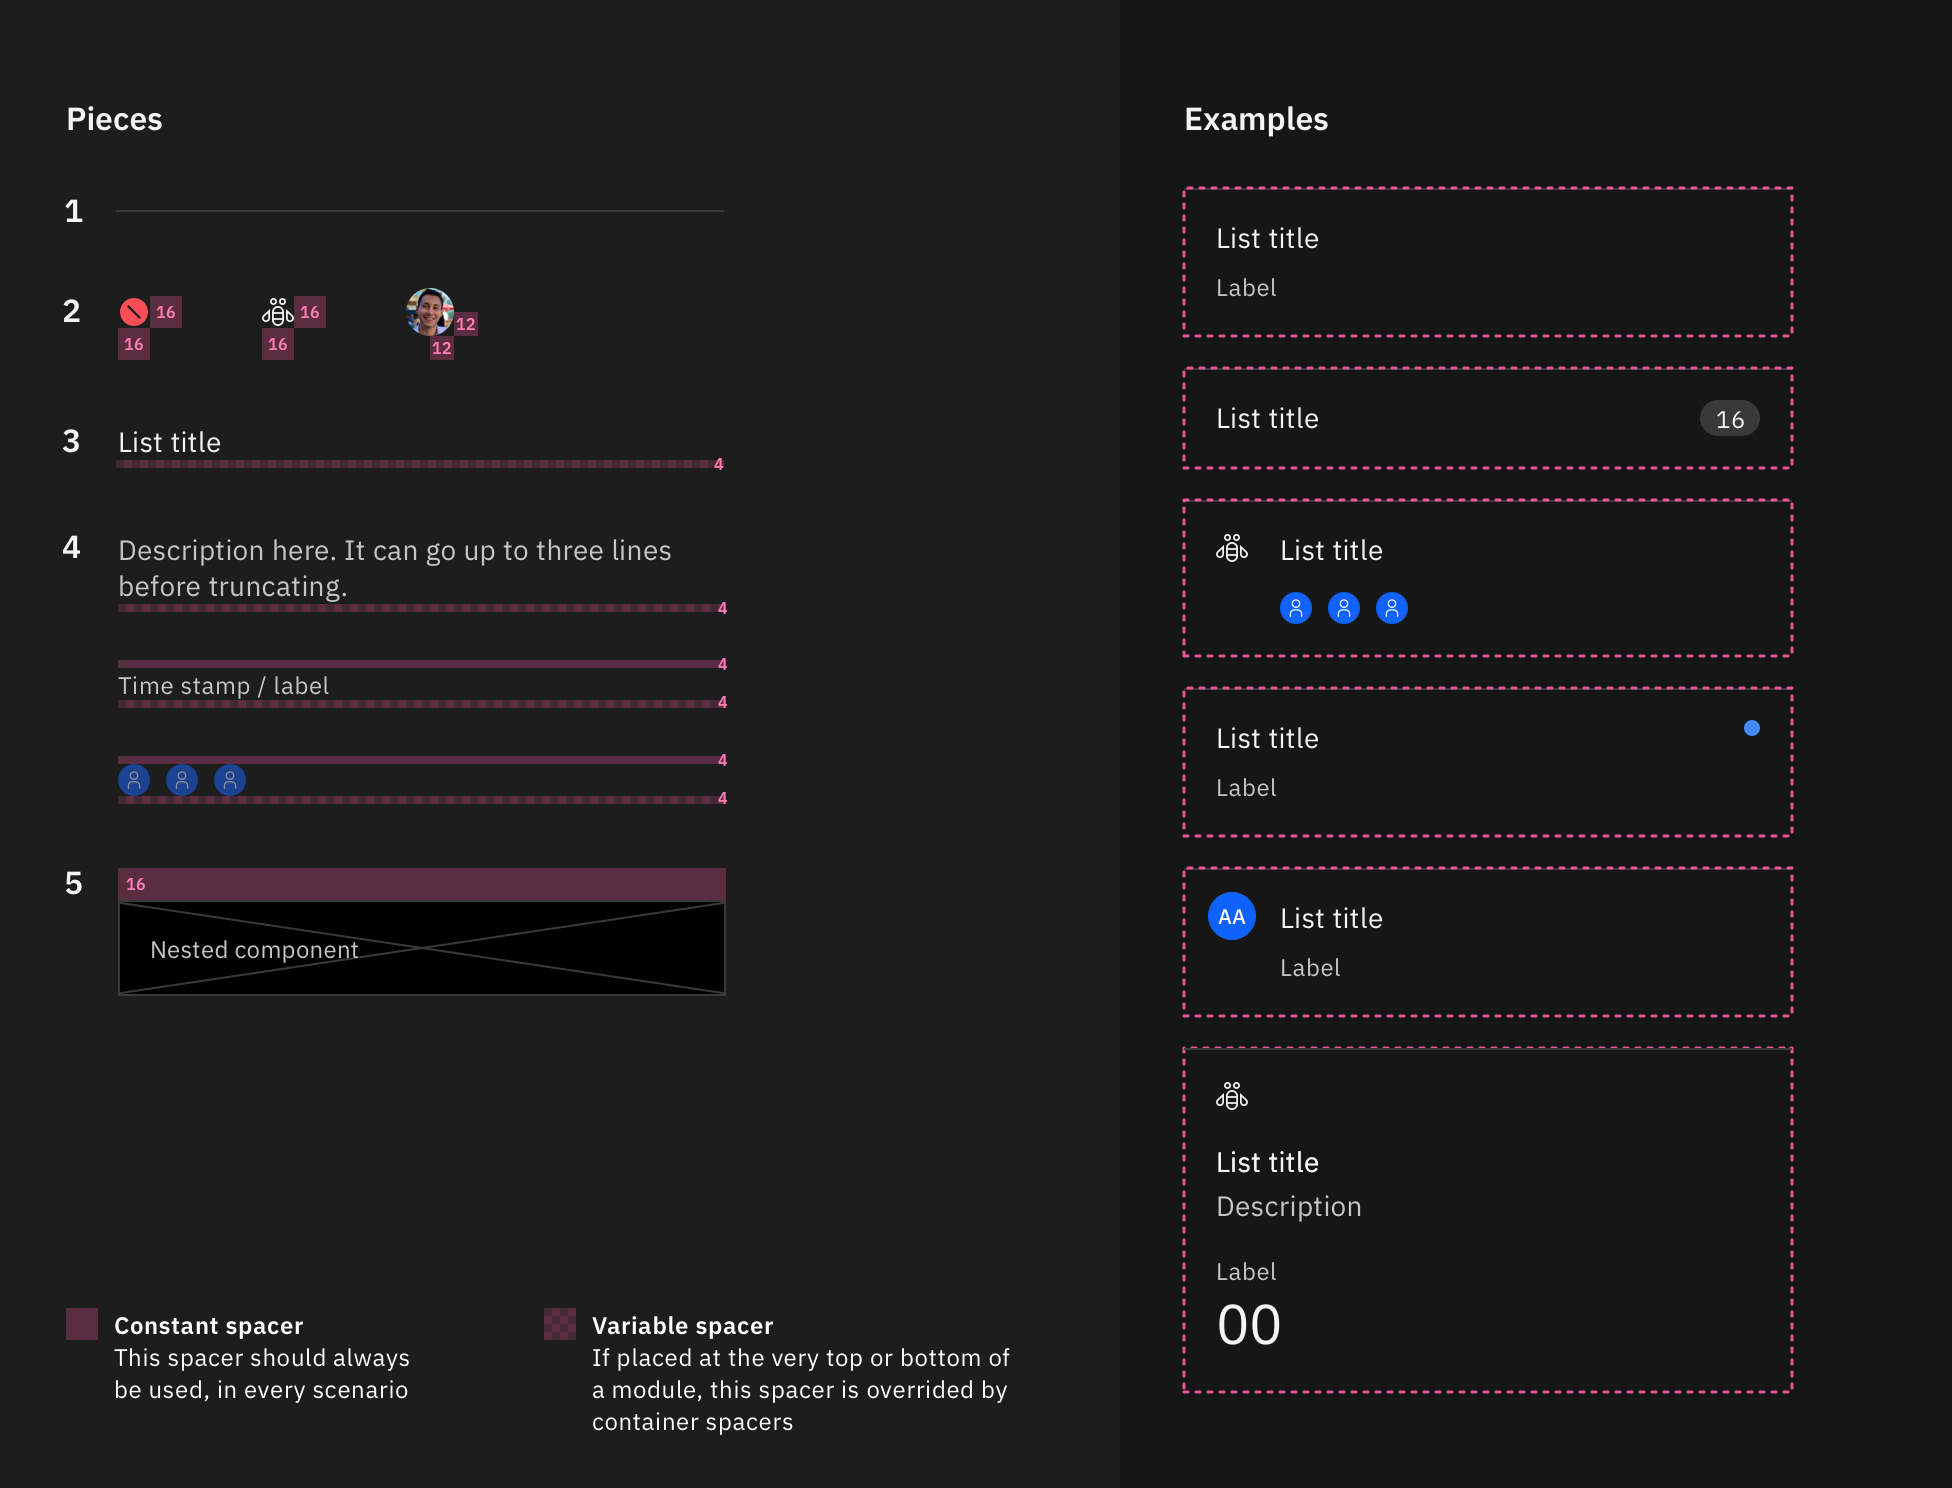 Pieces
1
2
16
16
16
16
12
12
3
List title
4
4
Description here. It can go up to three lines
before truncating.
4
4
Time stamp / label
4
4
4
5
16
Nested component
Constant spacer
This spacer should always
be used, in every scenario
Variable spacer
If placed at the very top or bottom of
a module, this spacer is overrided by
container spacers
Examples
List title
Label
List title
16
List title
List title
Label
AA
List title
Label
List title
Description
Label
00